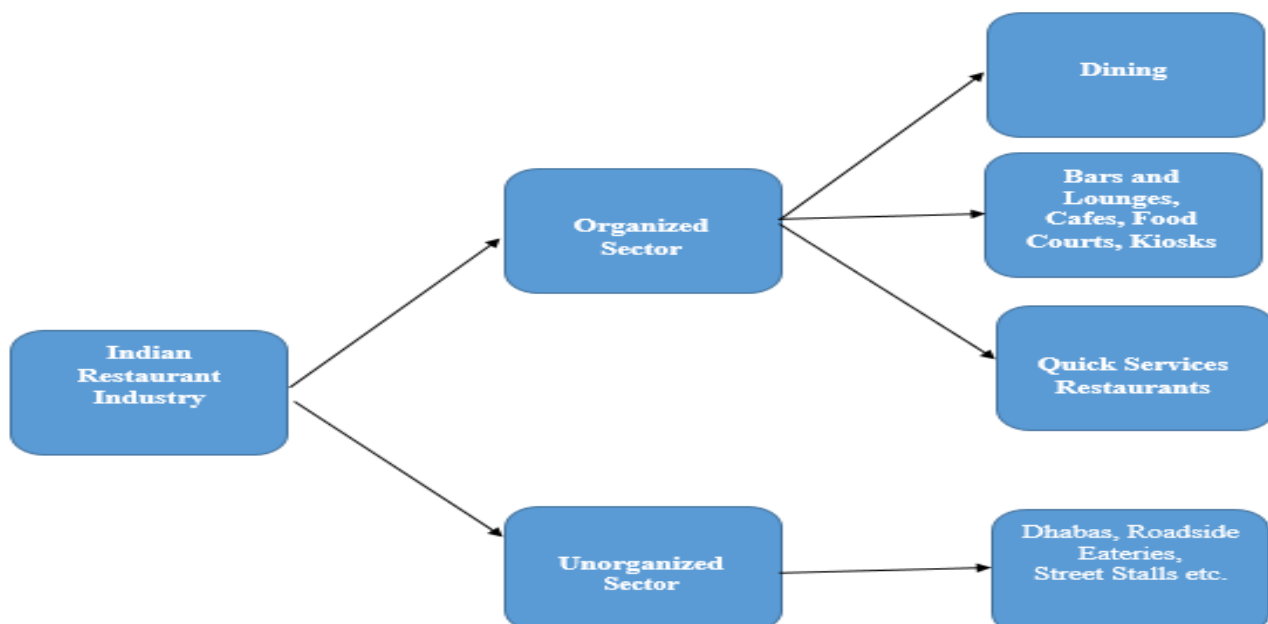 Dining
Bars and
Lounges,
Cafes, Food
Courts, Kiosks
Organized
Sector
Indian
Restaurant
Industry
Quick Services
Restaurants
Unorganized
Sector
Dhabas, Roadside
Eateries,
Street Stalls etc.